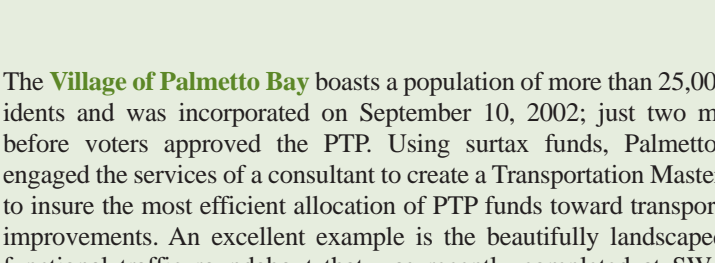 The Village of Palmetto Bay boasts a population of more than 25,00
idents and was incorporated on September 10, 2002; just two m
before voters approved the PTP. Using surtax funds, Palmetto
engaged the services of a consultant to create a Transportation Master
to insure the most efficient allocation of PTP funds toward transpor
improvements. An excellent example is the beautifully landscaped